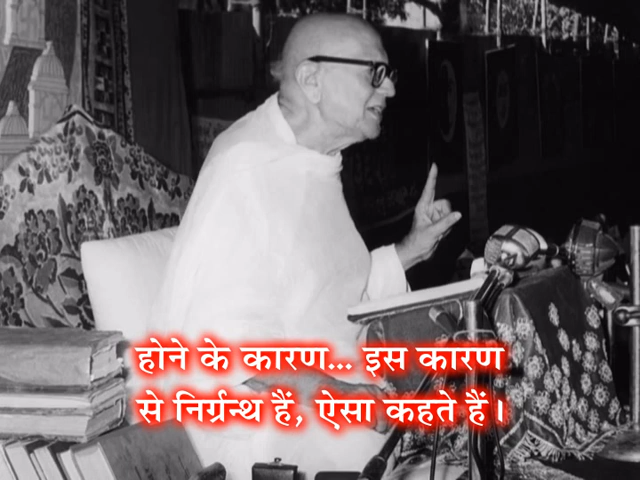 होने के कारण... इस कारण
से निर्ग्रन्थ हैं, ऐसा कहते हैं।